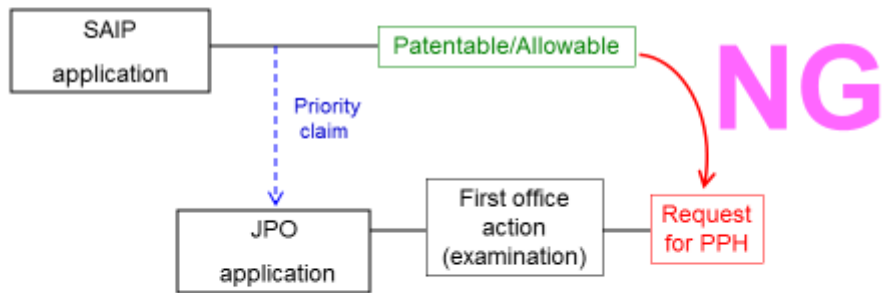 SAIP
application
Patentable/Allowable
NG
Priority
claim
JPO
application
First office
action
(examination)
Request
for PPH